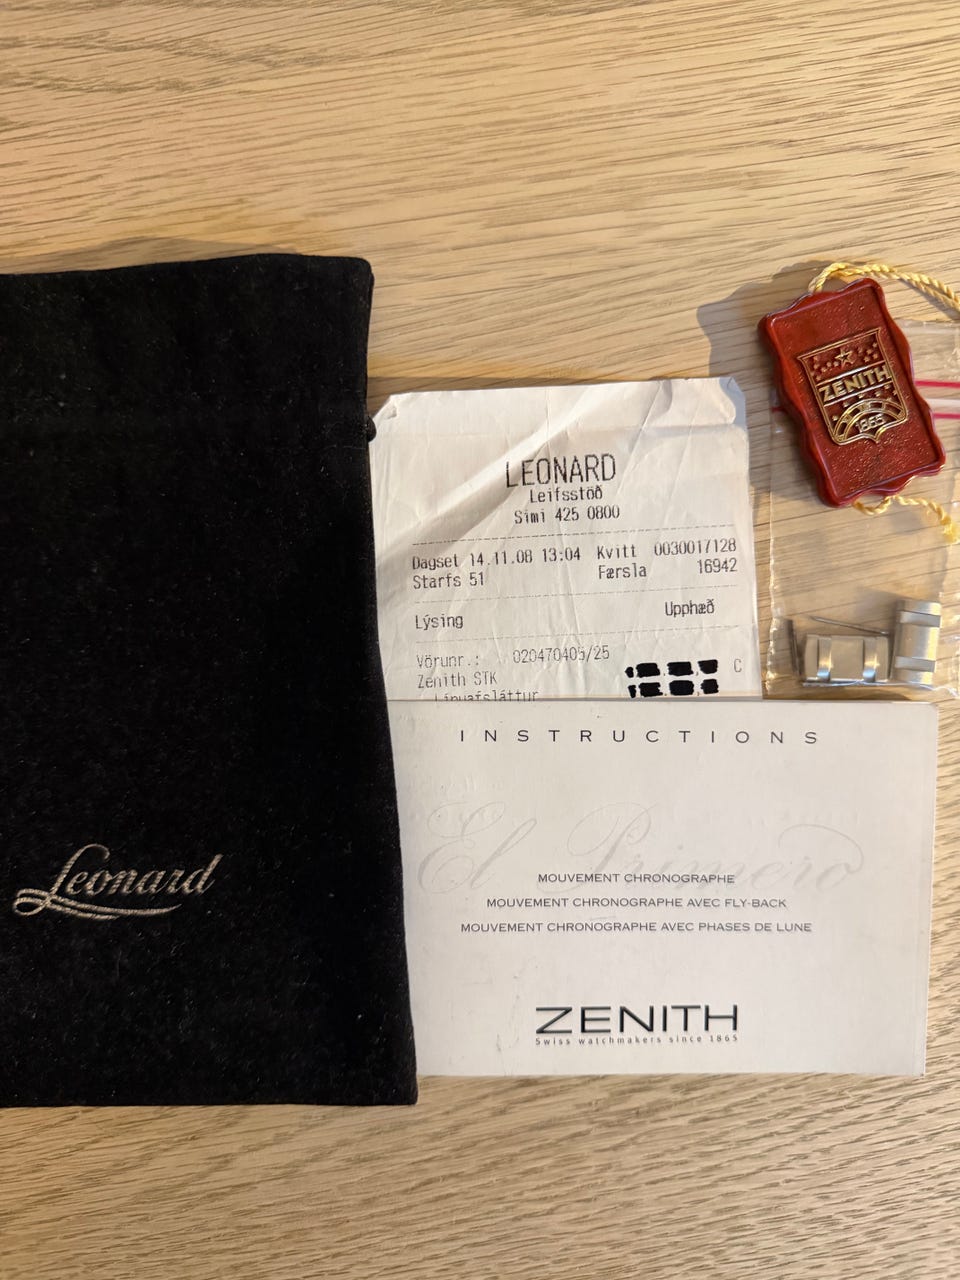 LEONARD
Leifsstöð
Sími 425 0800
Dagset 14.11.08 13:04 Kvitt 0030017128
Starfs 51 Færsla 16942
Lýsing Upphæð
Vörunr.: 020470405/25
Zenith STK C
Línuafsláttur
ZENITH
1865
INSTRUCTIONS
El Primero
MOUVEMENT CHRONOGRAPHE
MOUVEMENT CHRONOGRAPHE AVEC FLY-BACK
MOUVEMENT CHRONOGRAPHE AVEC PHASES DE LUNE
ZENITH
Swiss watchmakers since 1865
Leonard